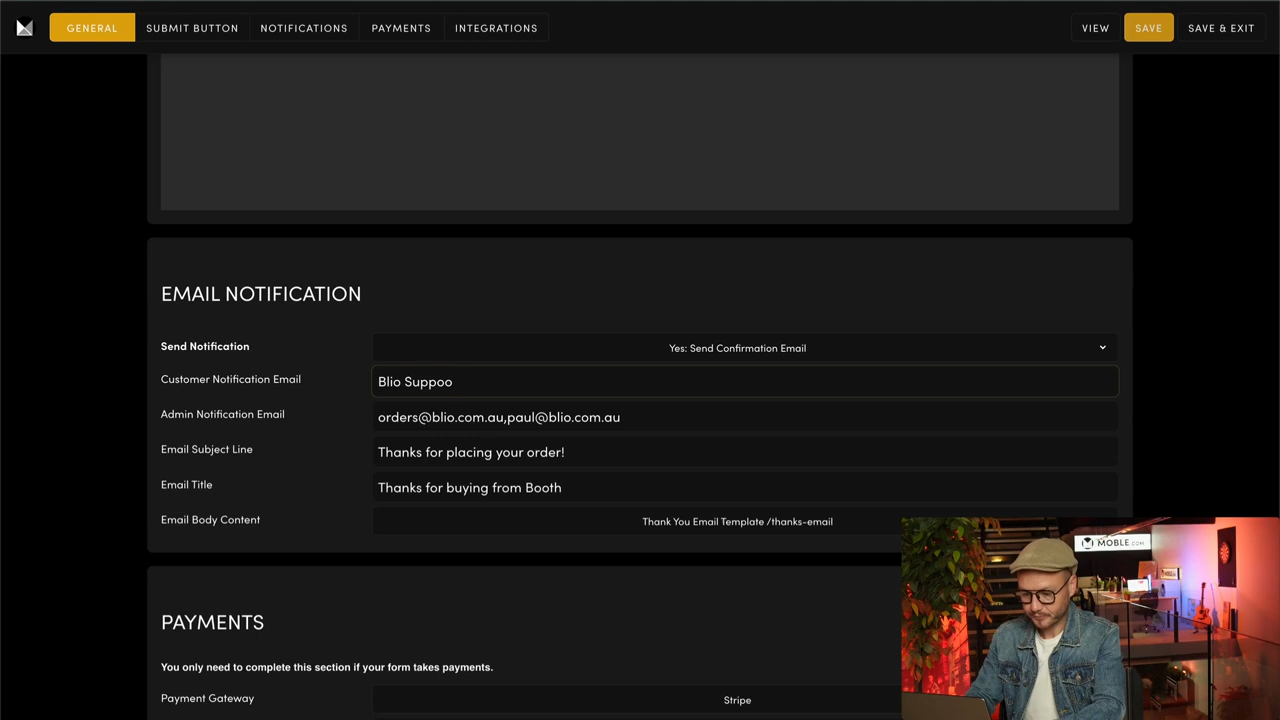 GENERAL
SUBMIT BUTTON
NOTIFICATIONS
PAYMENTS
INTEGRATIONS
VIEW
SAVE
SAVE & EXIT
EMAIL NOTIFICATION
Send Notification
Yes: Send Confirmation Email
Customer Notification Email
Blio Suppoo
Admin Notification Email
orders@blio.com.au,paul@blio.com.au
Email Subject Line
Thanks for placing your order!
Email Title
Thanks for buying from Booth
Email Body Content
Thank You Email Template /thanks-email
MOBLE.COM
PAYMENTS
You only need to complete this section if your form takes payments.
Payment Gateway
Stripe